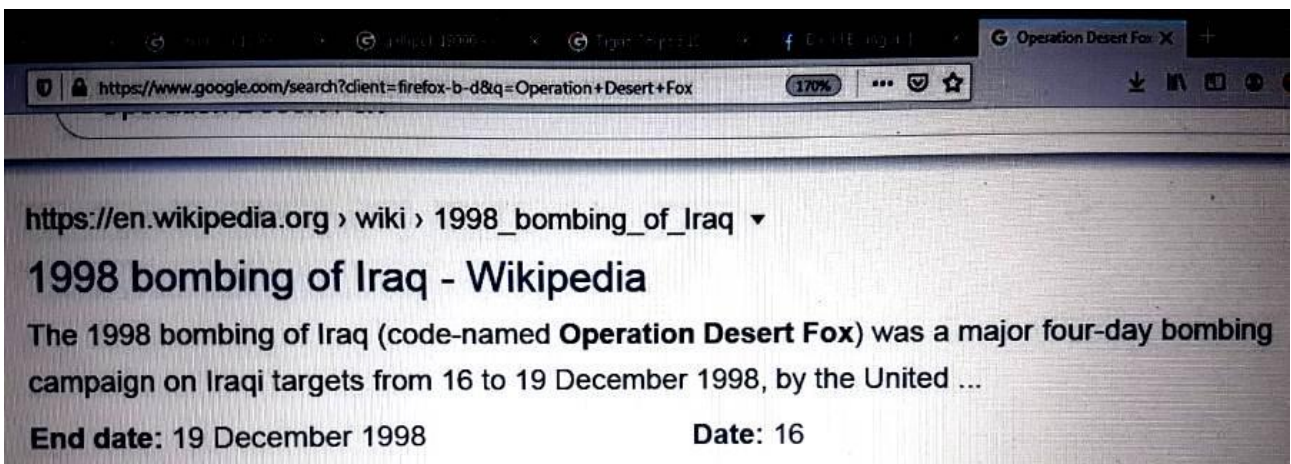 Operation Desert Fox
https://www.google.com/search?client=firefox-b-d&q=Operation+Desert+Fox
170%
https://en.wikipedia.org › wiki › 1998_bombing_of_Iraq
1998 bombing of Iraq - Wikipedia
The 1998 bombing of Iraq (code-named Operation Desert Fox) was a major four-day bombing
campaign on Iraqi targets from 16 to 19 December 1998, by the United ...
End date: 19 December 1998 Date: 16